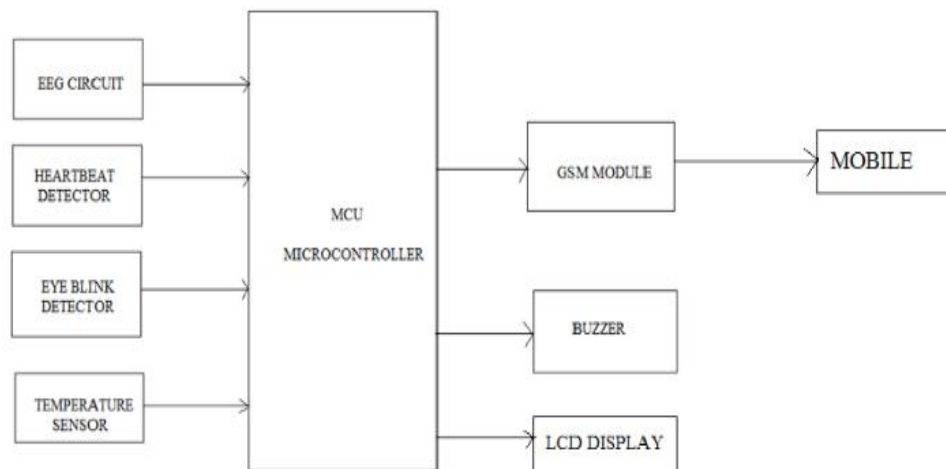 EEG CIRCUIT
HEARTBEAT
DETECTOR
EYE BLINK
DETECTOR
TEMPERATURE
SENSOR
MCU
MICROCONTROLLER
GSM MODULE
MOBILE
BUZZER
LCD DISPLAY